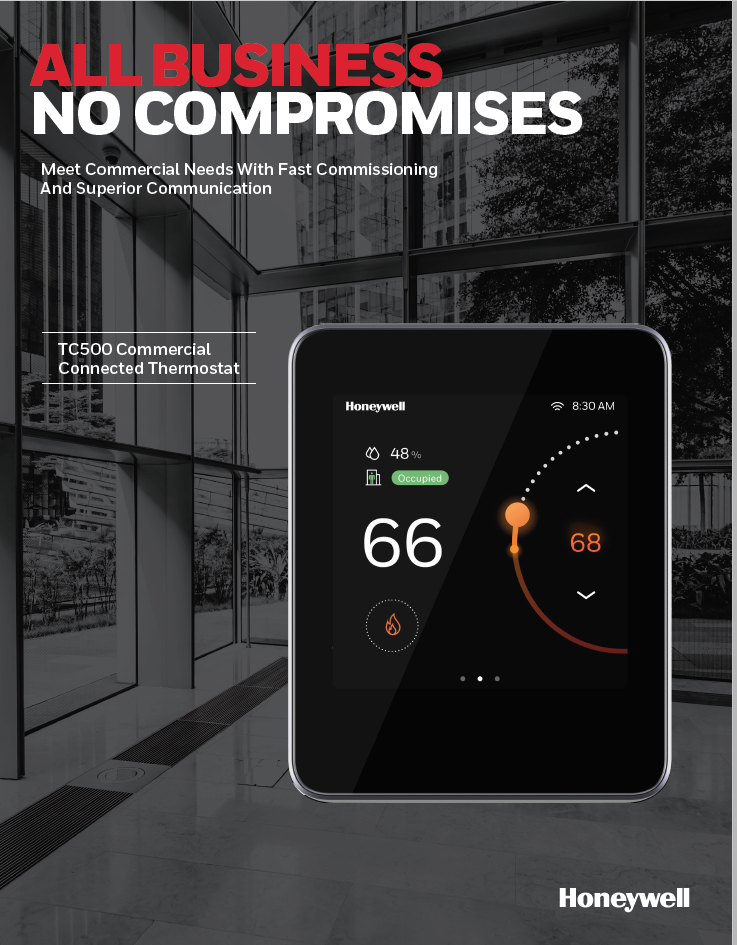 ALL BUSINESS
NO COMPROMISES
Meet Commercial Needs With Fast Commissioning
And Superior Communication
TC500 Commercial
Connected Thermostat
Honeywell
8:30 AM
48%
Occupied
66
68
Honeywell